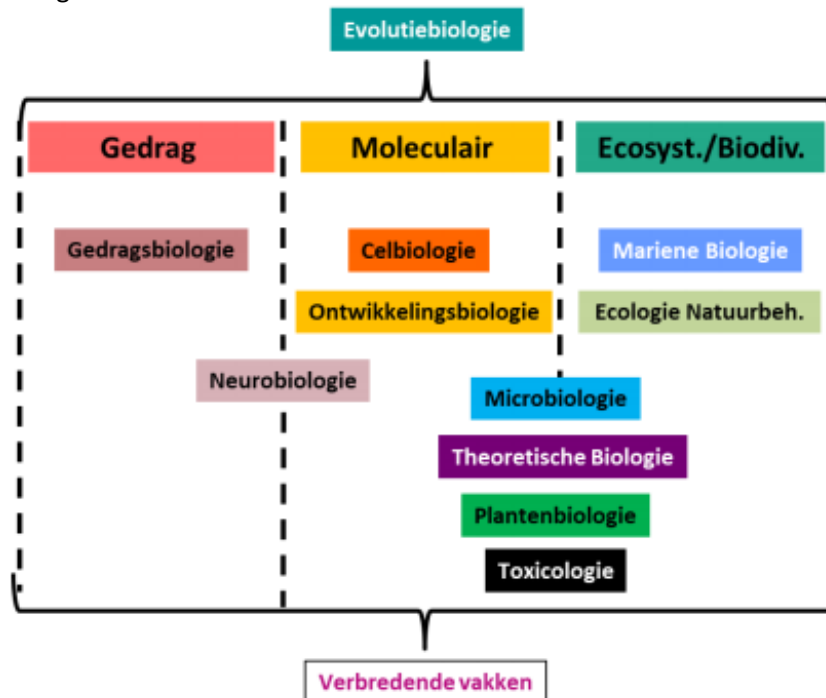 Evolutiebiologie
Gedrag
Moleculair
Ecosyst./Biodiv.
Gedragsbiologie
Celbiologie
Mariene Biologie
Ontwikkelingsbiologie
Ecologie Natuurbeh.
Neurobiologie
Microbiologie
Theoretische Biologie
Plantenbiologie
Toxicologie
Verbredende vakken